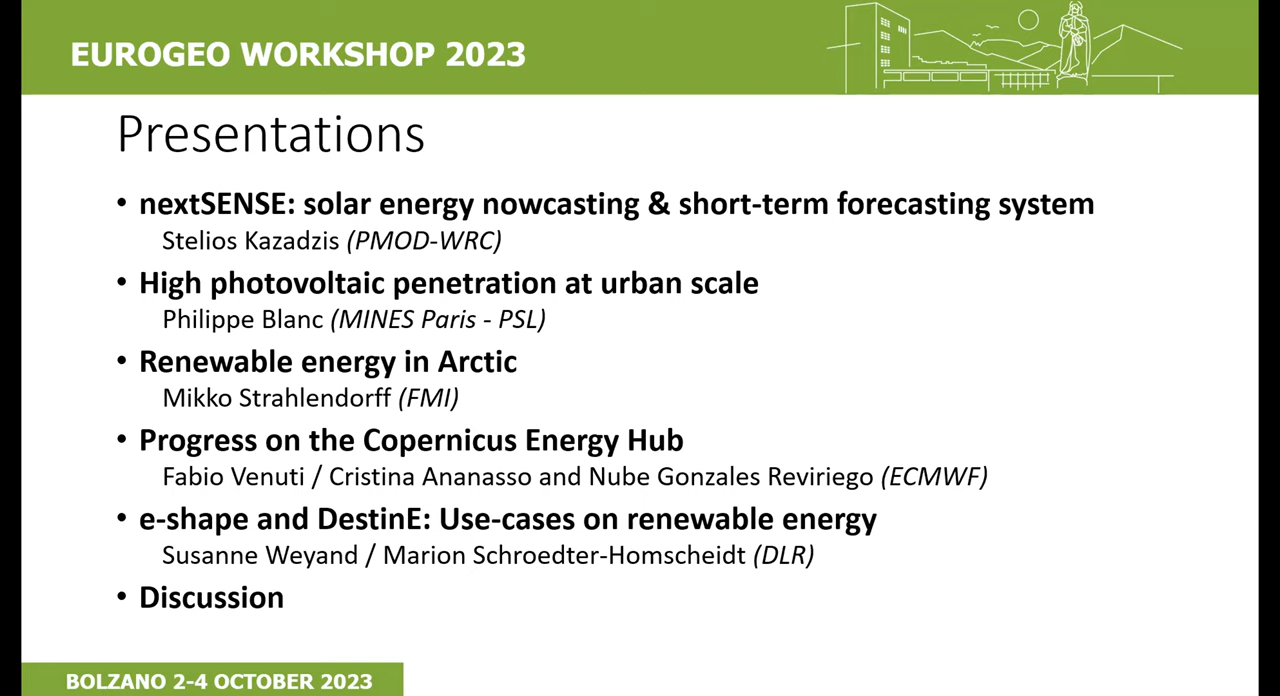 EUROGEO WORKSHOP 2023
Presentations
• nextSENSE: solar energy nowcasting & short-term forecasting system
Stelios Kazadzis (PMOD-WRC)
• High photovoltaic penetration at urban scale
Philippe Blanc (MINES Paris - PSL)
• Renewable energy in Arctic
Mikko Strahlendorff (FMI)
• Progress on the Copernicus Energy Hub
Fabio Venuti / Cristina Ananasso and Nube Gonzales Reviriego (ECMWF)
• e-shape and DestinE: Use-cases on renewable energy
Susanne Weyand / Marion Schroedter-Homscheidt (DLR)
• Discussion
BOLZANO 2-4 OCTOBER 2023